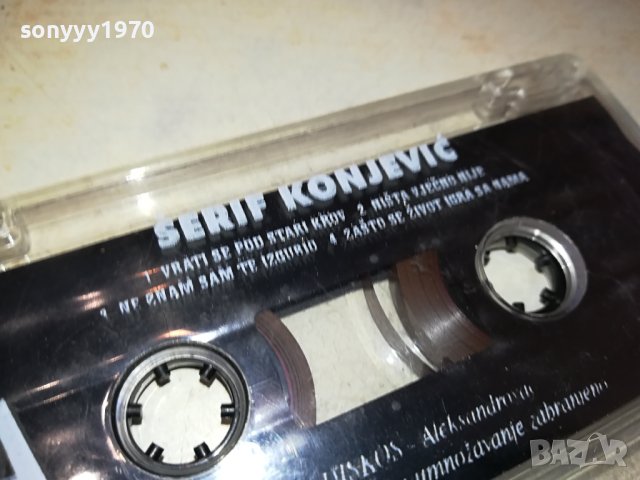 sonyyy1970
ŠERIF KONJEVIĆ
1 VRATI SE POD STARI KROV 2. NIŠTA VJEČNO NIJE
3. NE ZNAM SAM TE IZGUBIO 4 ZAŠTO SE ŽIVOT IGRA SA NAMA
DISKOS - Aleksandrovac
umnožavanje zabranjeno
BAZAR